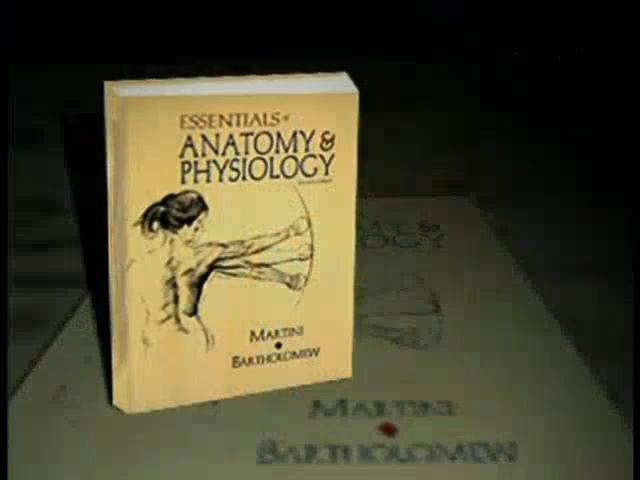 ESSENTIALS of
ANATOMY &
PHYSIOLOGY
MARTINI
BARTHOLOMEW
MARTINI
BARTHOLOMEW